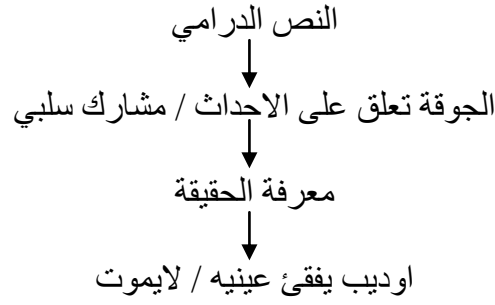 النص الدرامي
الجوقة تعلق على الاحداث / مشارك سلبي
معرفة الحقيقة
اوديب يفقئ عينيه / لايموت